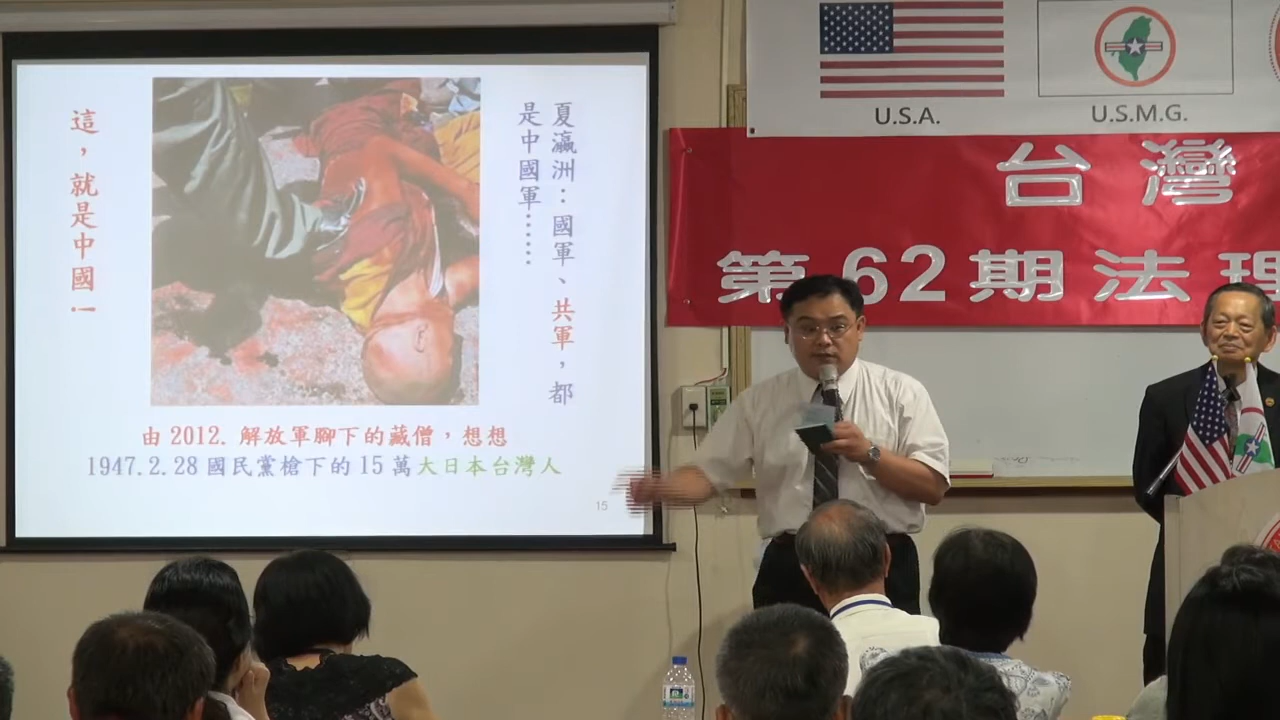 這，就是中國！
夏瀛洲：國軍、共軍，都
是中國軍……
由 2012. 解放軍腳下的藏僧，想想
1947.2.28 國民黨槍下的 15 萬大日本台灣人
15
U.S.A.
U.S.M.G.
台灣
第62期法理